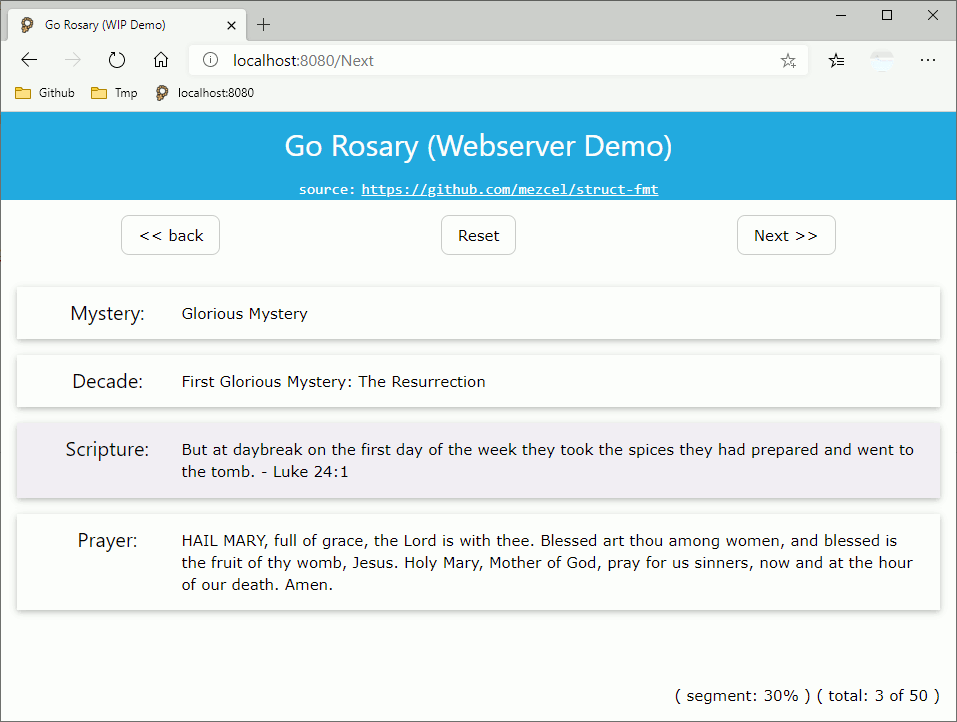 Go Rosary (WIP Demo)
localhost:8080/Next
Github Tmp localhost:8080
Go Rosary (Webserver Demo)
source: https://github.com/mezcel/struct-fmt
<< back Reset Next >>
Mystery: Glorious Mystery
Decade: First Glorious Mystery: The Resurrection
Scripture: But at daybreak on the first day of the week they took the spices they had prepared and went to
the tomb. - Luke 24:1
Prayer: HAIL MARY, full of grace, the Lord is with thee. Blessed art thou among women, and blessed is
the fruit of thy womb, Jesus. Holy Mary, Mother of God, pray for us sinners, now and at the hour
of our death. Amen.
( segment: 30% ) ( total: 3 of 50 )